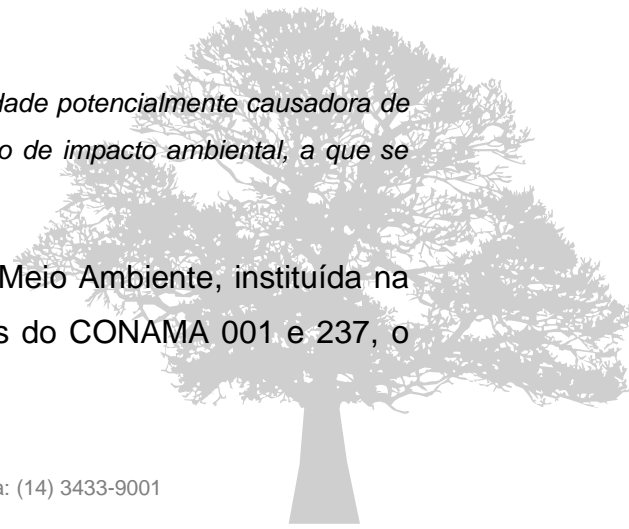 dade potencialmente causadora de
o de impacto ambiental, a que se
Meio Ambiente, instituída na
s do CONAMA 001 e 237, o
a: (14) 3433-9001